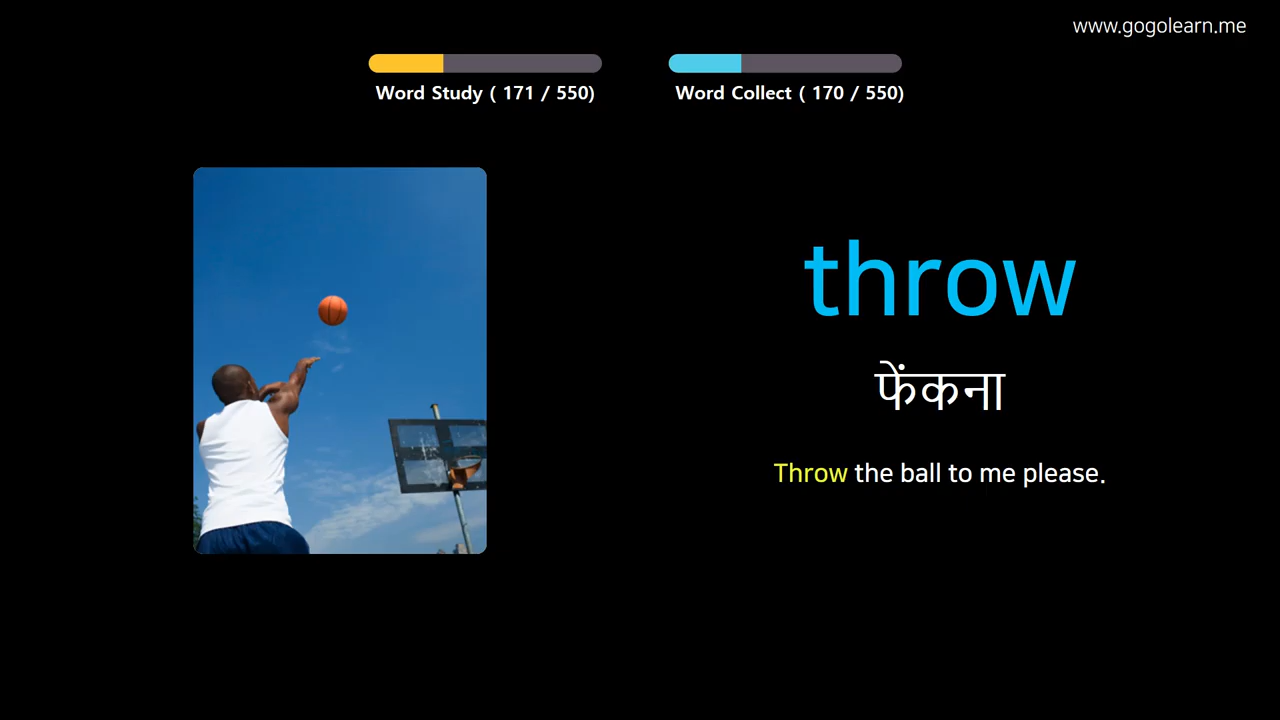 www.gogolearn.me
Word Study ( 171 / 550)
Word Collect ( 170 / 550)
throw
फेंकना
Throw the ball to me please.